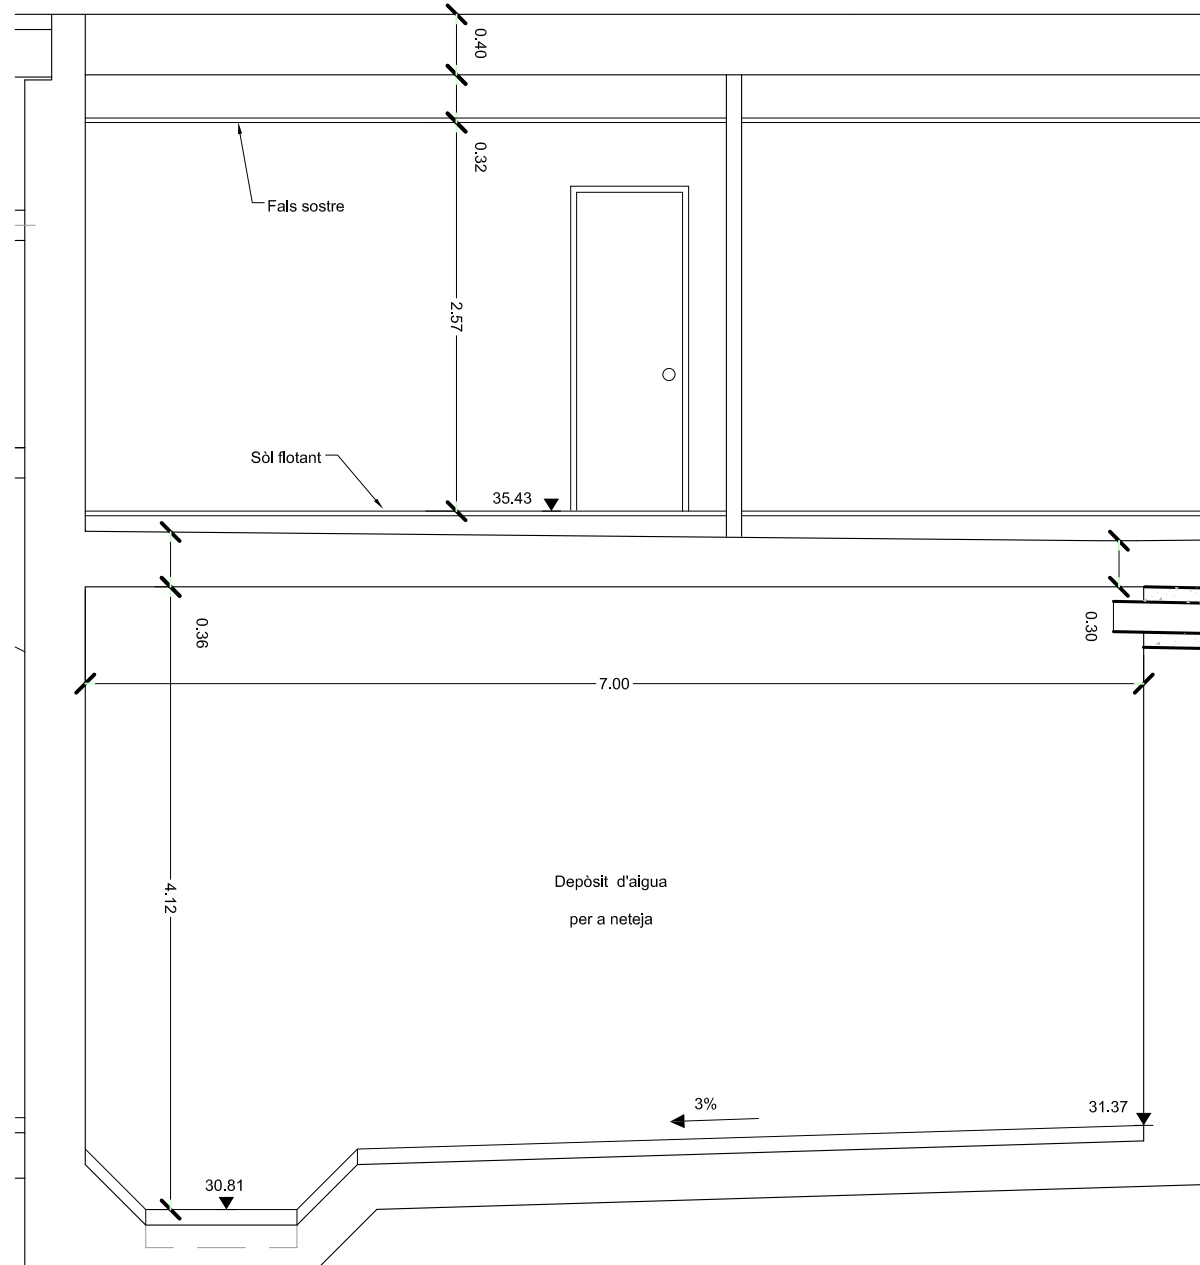 0.40
0.32
Fals sostre
2.57
Sòl flotant
35.43
0.36
0.30
7.00
4.12
Depòsit d'aigua
per a neteja
3%
31.37
30.81